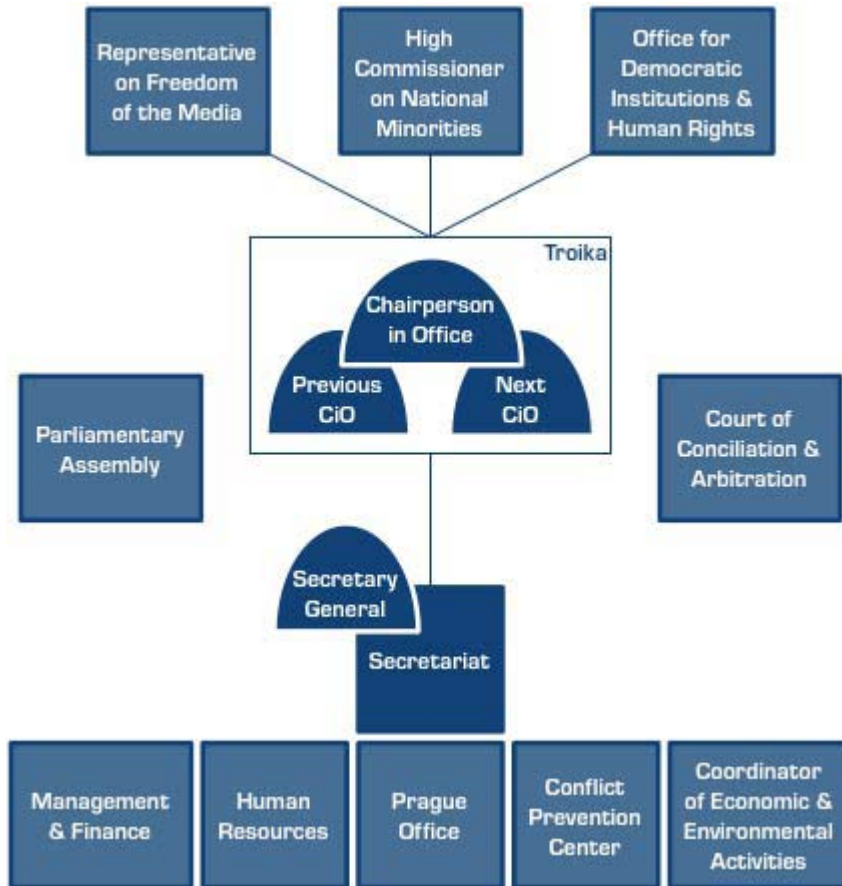 Representative
on Freedom
of the Media
High
Commissioner
on National
Minorities
Office for
Democratic
Institutions &
Human Rights
Troika
Chairperson
in Office
Previous
CiO
Next
CiO
Parliamentary
Assembly
Court of
Conciliation &
Arbitration
Secretary
General
Secretariat
Management
& Finance
Human
Resources
Prague
Office
Conflict
Prevention
Center
Coordinator
of Economic &
Environmental
Activities